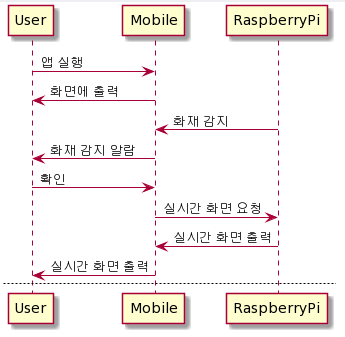 User Mobile RaspberryPi
앱 실행
화면에 출력
화재 감지
화재 감지 알람
확인
실시간 화면 요청
실시간 화면 출력
실시간 화면 출력
User Mobile RaspberryPi